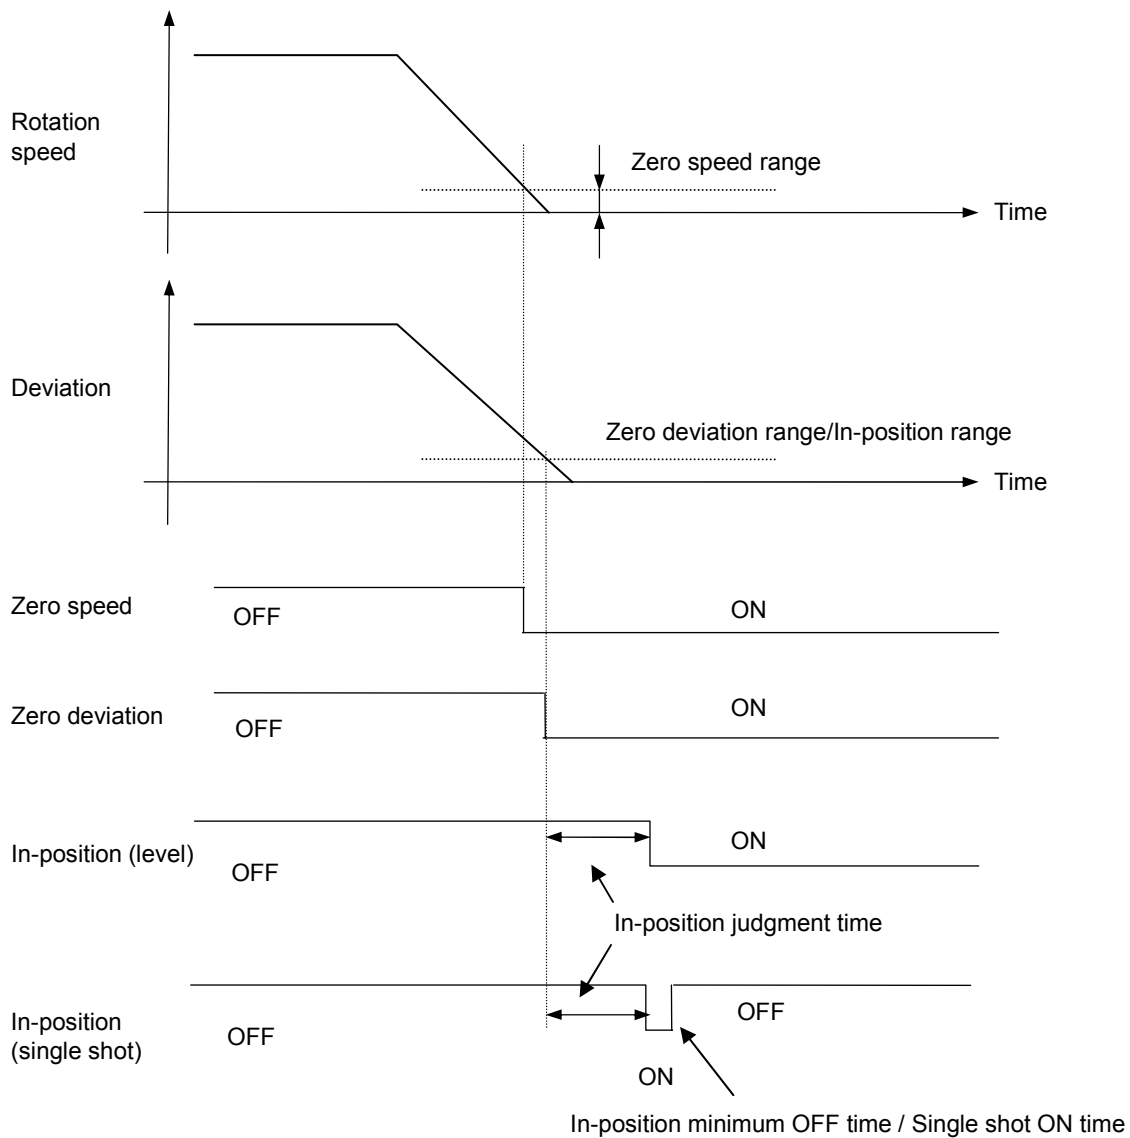 Rotation
speed
Zero speed range
Time
Deviation
Zero deviation range/In-position range
Time
Zero speed
OFF
ON
Zero deviation
OFF
ON
In-position (level)
OFF
ON
In-position judgment time
In-position
(single shot)
OFF
OFF
ON
In-position minimum OFF time / Single shot ON time